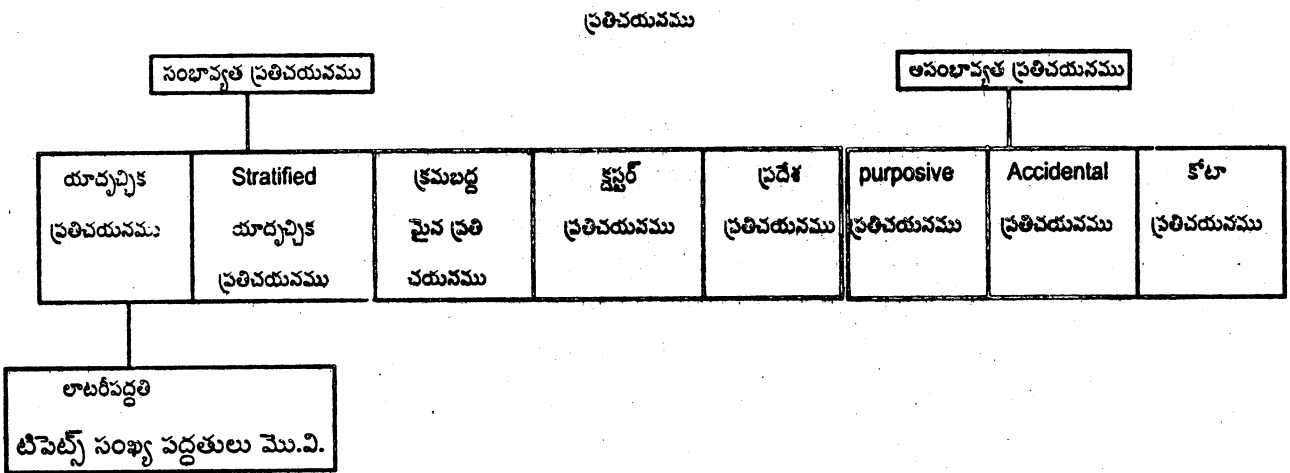 ప్రతిచయనము
సంభావ్యత ప్రతిచయనము
అసంభావ్యత ప్రతిచయనము
యాదృచ్ఛిక
ప్రతిచయనము
Stratified
యాదృచ్ఛిక
ప్రతిచయనము
క్రమబద్ధ
మైన ప్రతి
చయనము
క్లస్టర్
ప్రతిచయనము
ప్రదేశ
ప్రతిచయనము
purposive
ప్రతిచయనము
Accidental
ప్రతిచయనము
కోటా
ప్రతిచయనము
లాటరీపద్ధతి
టిపెట్స్ సంఖ్య పద్ధతులు మొ.వి.